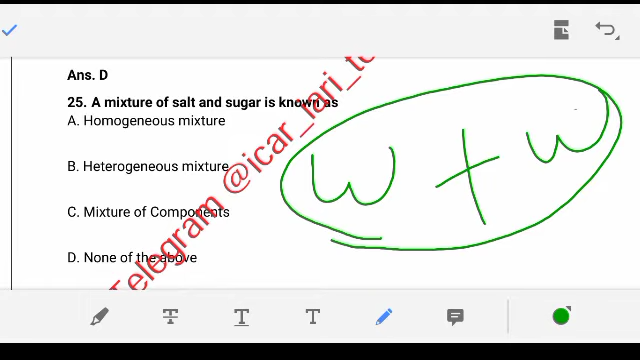 Ans. D
25. A mixture of salt and sugar is known as
A. Homogeneous mixture
B. Heterogeneous mixture
C. Mixture of Components
D. None of the above
Telegram @icar_iari_to
W + W
T T T